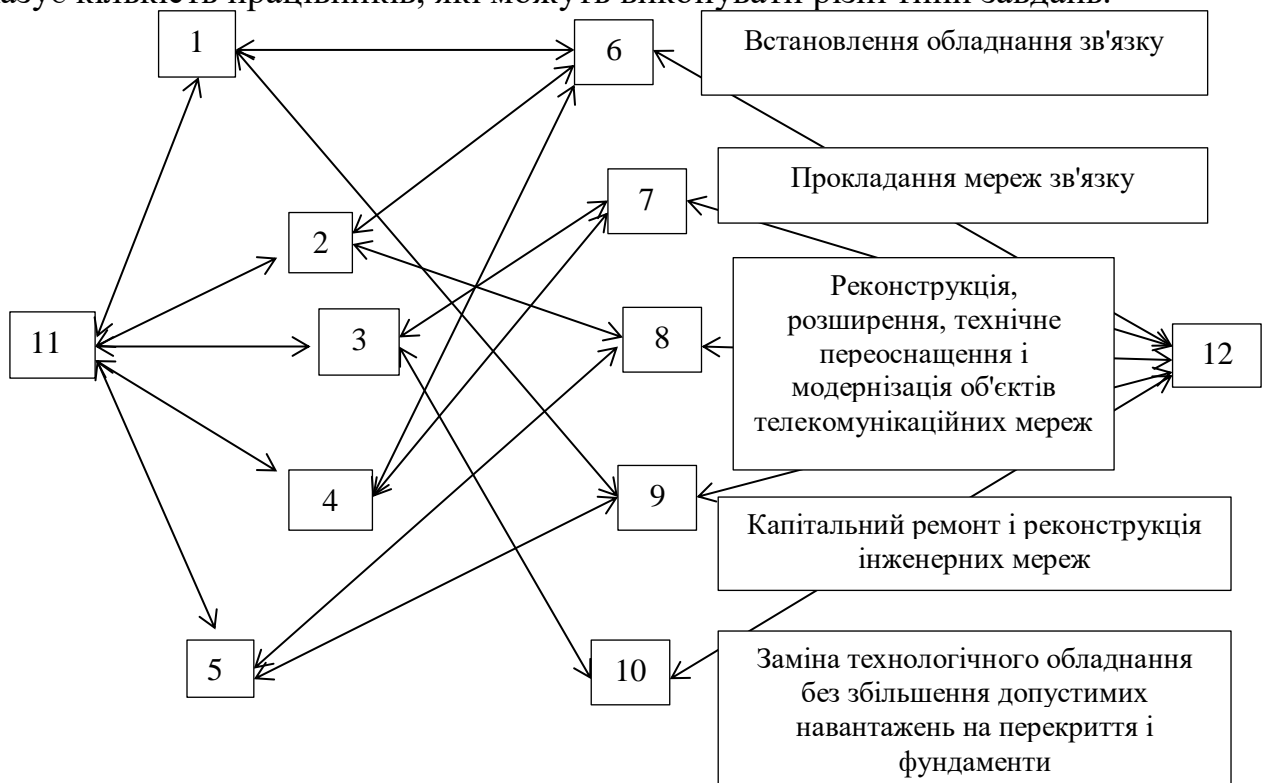 азує кількість працівників, які можуть виконувати різні типи завдань.
1
6
Встановлення обладнання зв'язку
Прокладання мереж зв'язку
7
2
Реконструкція,
розширення, технічне
переоснащення і
модернізація об'єктів
телекомунікаційних мереж
11
3
8
12
4
9
Капітальний ремонт і реконструкція
інженерних мереж
5
10
Заміна технологічного обладнання
без збільшення допустимих
навантажень на перекриття і
фундаменти